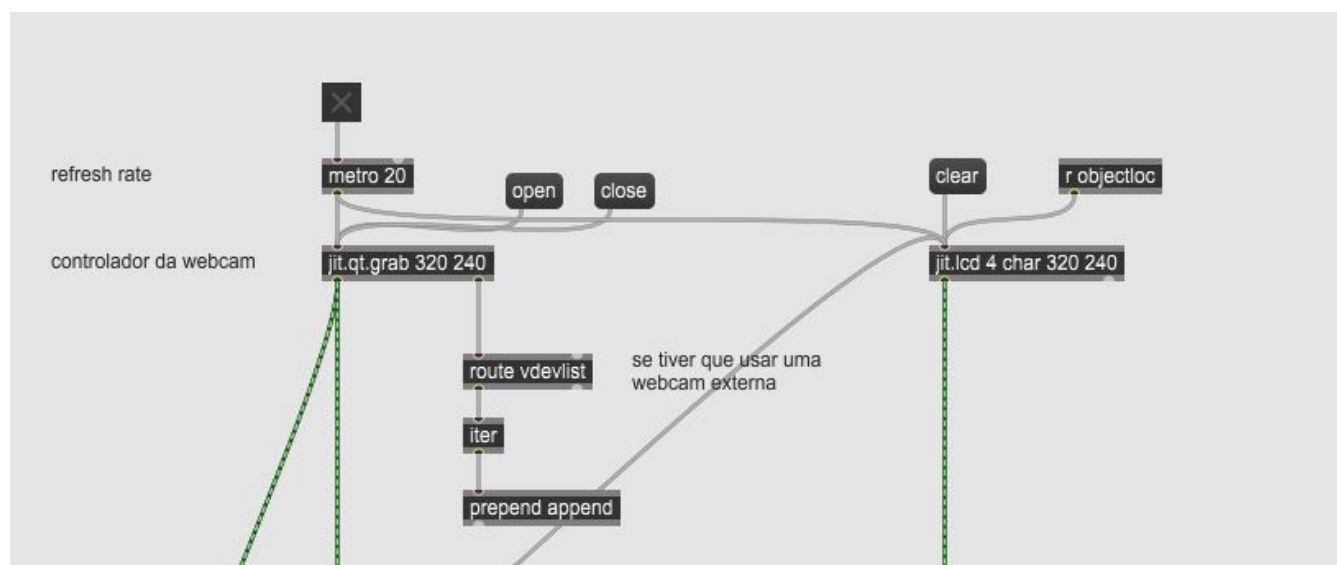 refresh rate
metro 20
open
close
clear
r objectloc
controlador da webcam
jit.qt.grab 320 240
jit.lcd 4 char 320 240
route vdevlist
se tiver que usar uma
webcam externa
iter
prepend append